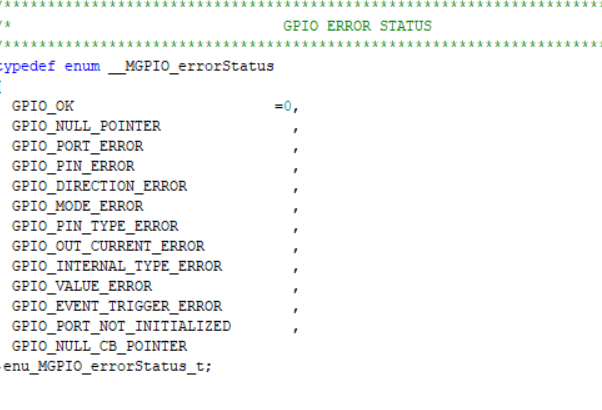 /******************************************************************************
/* GPIO ERROR STATUS
/******************************************************************************
typedef enum __MGPIO_errorStatus
{
GPIO_OK =0,
GPIO_NULL_POINTER ,
GPIO_PORT_ERROR ,
GPIO_PIN_ERROR ,
GPIO_DIRECTION_ERROR ,
GPIO_MODE_ERROR ,
GPIO_PIN_TYPE_ERROR ,
GPIO_OUT_CURRENT_ERROR ,
GPIO_INTERNAL_TYPE_ERROR ,
GPIO_VALUE_ERROR ,
GPIO_EVENT_TRIGGER_ERROR ,
GPIO_PORT_NOT_INITIALIZED ,
GPIO_NULL_CB_POINTER
}enu_MGPIO_errorStatus_t;